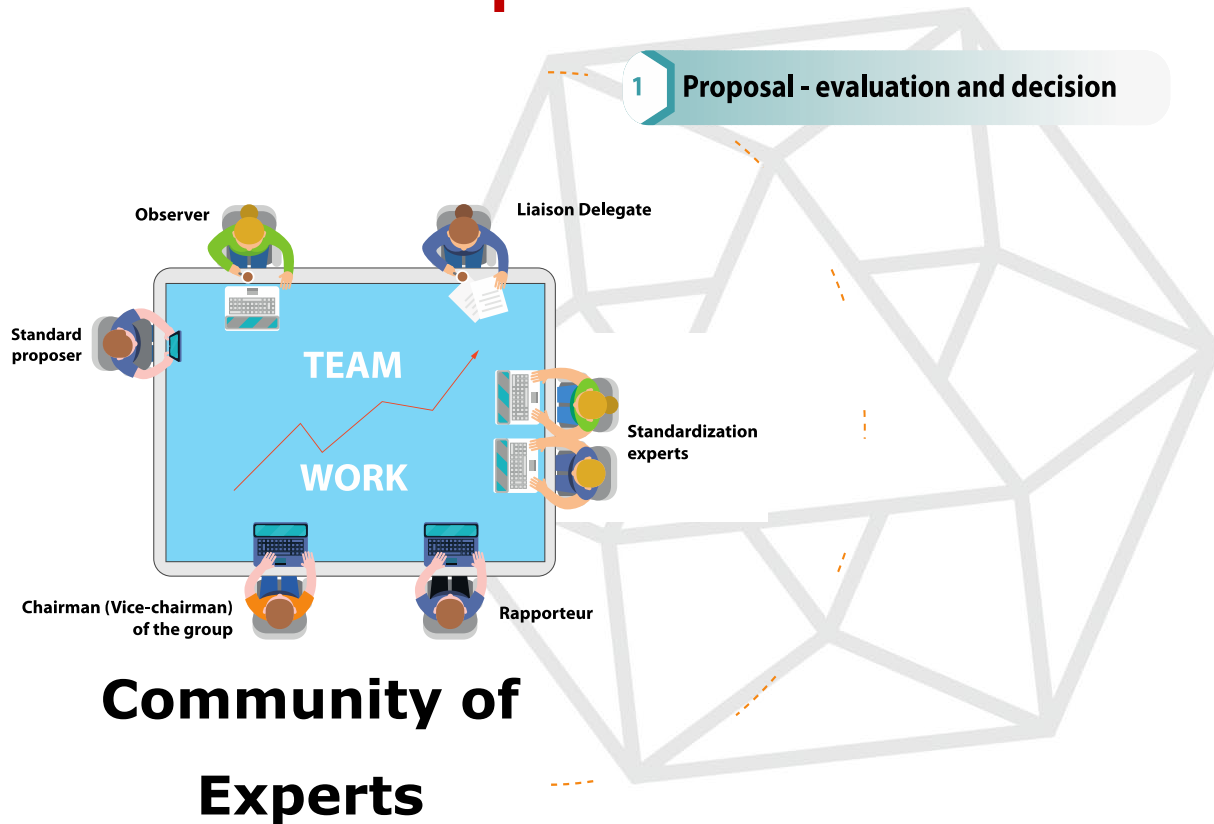 1 Proposal - evaluation and decision
Observer
Liaison Delegate
Standard
proposer
TEAM
Standardization
experts
WORK
Chairman (Vice-chairman)
of the group
Rapporteur
Community of
Experts